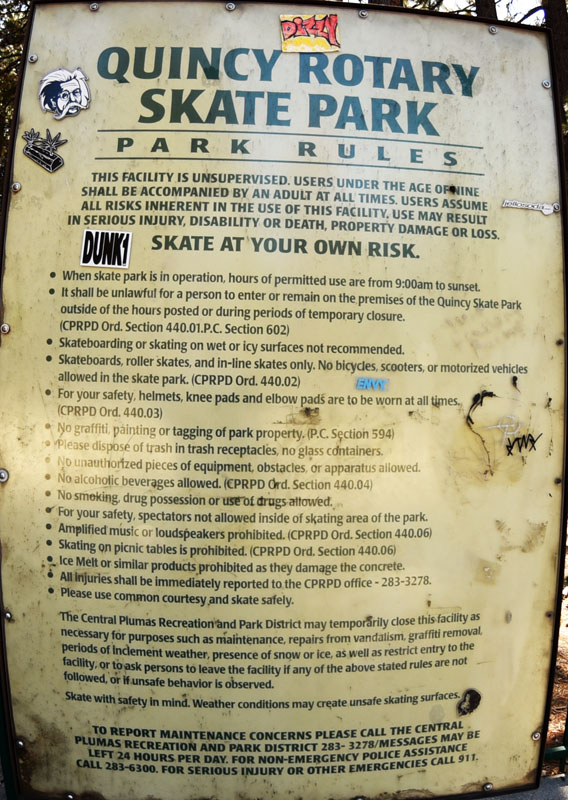 DIZZY
QUINCY ROTARY
SKATE PARK
PARK RULES
THIS FACILITY IS UNSUPERVISED. USERS UNDER THE AGE OF NINE
SHALL BE ACCOMPANIED BY AN ADULT AT ALL TIMES. USERS ASSUME
ALL RISKS INHERENT IN THE USE OF THIS FACILITY. USE MAY RESULT
IN SERIOUS INJURY, DISABILITY OR DEATH, PROPERTY DAMAGE OR LOSS.
DUNK1
SKATE AT YOUR OWN RISK.
• When skate park is in operation, hours of permitted use are from 9:00am to sunset.
• It shall be unlawful for a person to enter or remain on the premises of the Quincy Skate Park
outside of the hours posted or during periods of temporary closure.
(CPRPD Ord. Section 440.01.P.C. Section 602)
• Skateboarding or skating on wet or icy surfaces not recommended.
• Skateboards, roller skates, and in-line skates only. No bicycles, scooters, or motorized vehicles
allowed in the skate park. (CPRPD Ord. 440.02)
ENVY
• For your safety, helmets, knee pads and elbow pads are to be worn at all times.
(CPRPD Ord. 440.03)
• No graffiti, painting or tagging of park property. (P.C. Section 594)
• Please dispose of trash in trash receptacles, no glass containers.
• No unauthorized pieces of equipment, obstacles, or apparatus allowed.
• No alcoholic beverages allowed. (CPRPD Ord. Section 440.04)
• No smoking, drug possession or use of drugs allowed.
• For your safety, spectators not allowed inside of skating area of the park.
• Amplified music or loudspeakers prohibited. (CPRPD Ord. Section 440.06)
• Skating on picnic tables is prohibited. (CPRPD Ord. Section 440.06)
• Ice Melt or similar products prohibited as they damage the concrete.
• All injuries shall be immediately reported to the CPRPD office - 283-3278.
• Please use common courtesy and skate safely.
The Central Plumas Recreation and Park District may temporarily close this facility as
necessary for purposes such as maintenance, repairs from vandalism, graffiti removal,
periods of inclement weather, presence of snow or ice, as well as restrict entry to the
facility, or to ask persons to leave the facility if any of the above stated rules are not
followed, or if unsafe behavior is observed.
Skate with safety in mind. Weather conditions may create unsafe skating surfaces.
TO REPORT MAINTENANCE CONCERNS PLEASE CALL THE CENTRAL
PLUMAS RECREATION AND PARK DISTRICT 283- 3278/MESSAGES MAY BE
LEFT 24 HOURS PER DAY. FOR NON-EMERGENCY POLICE ASSISTANCE
CALL 283-6300. FOR SERIOUS INJURY OR OTHER EMERGENCIES CALL 911.